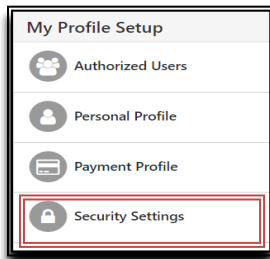 My Profile Setup
Authorized Users
Personal Profile
Payment Profile
Security Settings